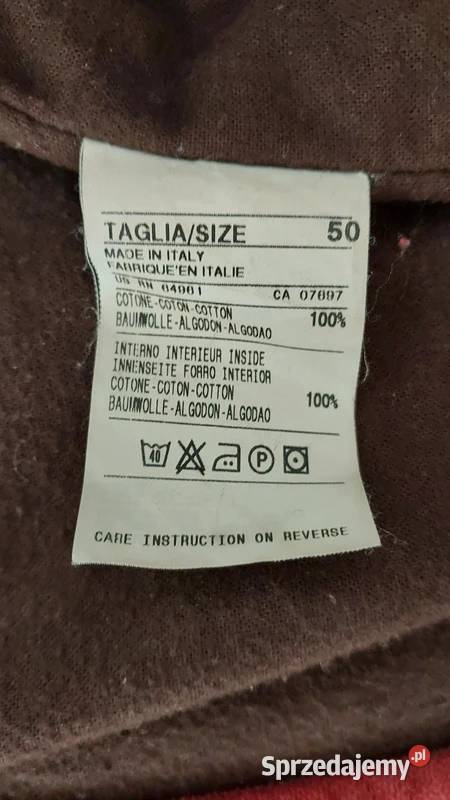 TAGLIA/SIZE 50
MADE IN ITALY
FABRIQUE'EN ITALIE
US RN 04961 CA 07097
COTONE-COTON-COTTON
BAUMWOLLE-ALGODON-ALGODAO 100%
INTERNO INTERIEUR INSIDE
INNENSEITE FORRO INTERIOR
COTONE-COTON-COTTON
BAUMWOLLE-ALGODON-ALGODAO 100%
40 P
CARE INSTRUCTION ON REVERSE
Sprzedajemy.pl